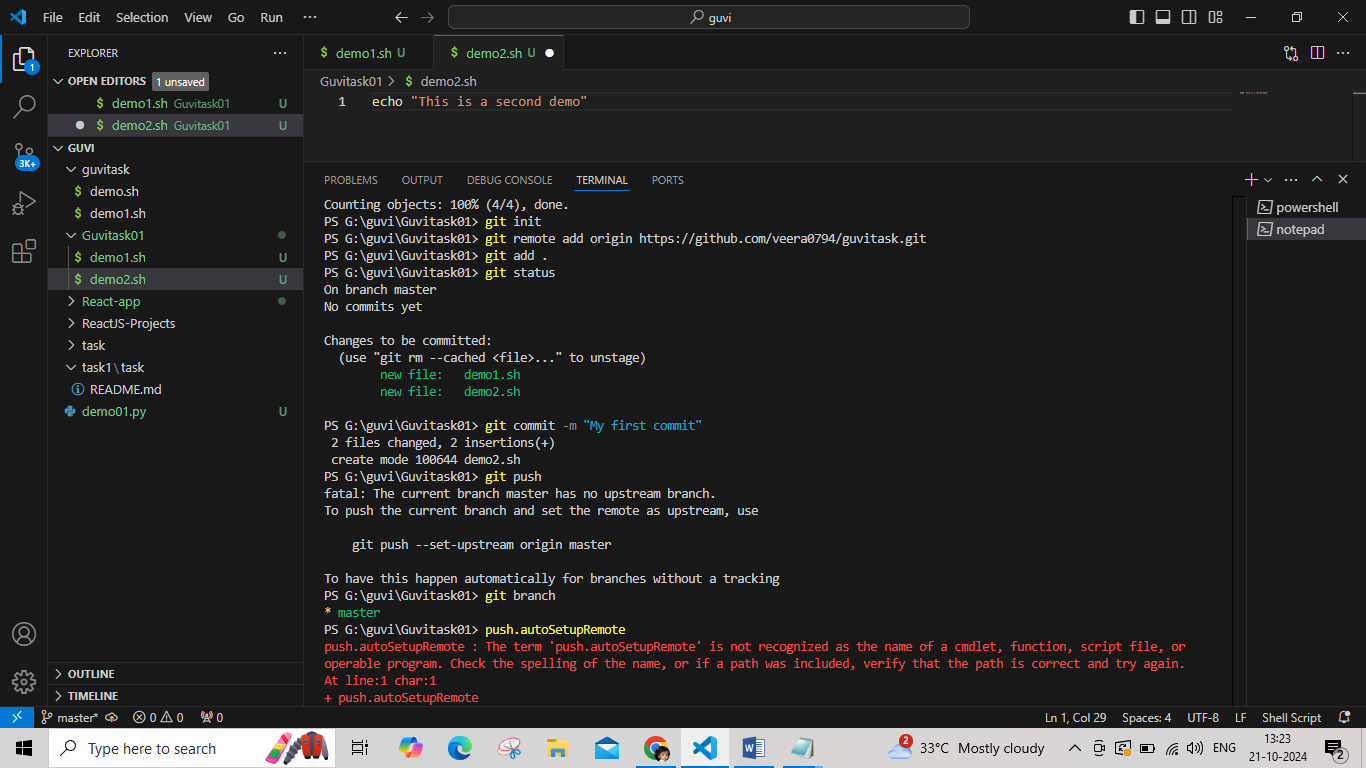 File Edit Selection View Go Run ···
guvi
EXPLORER ···
OPEN EDITORS 1 unsaved
$ demo1.sh Guvitask01 U
● $ demo2.sh Guvitask01 U
GUVI
guvitask
$ demo.sh
$ demo1.sh
Guvitask01
$ demo1.sh U
$ demo2.sh U
React-app
ReactJS-Projects
task
task1\task
README.md
demo01.py U
OUTLINE
TIMELINE
1
3K+
$ demo1.sh U
$ demo2.sh U ●
Guvitask01 > $ demo2.sh
1 echo "This is a second demo"
PROBLEMS OUTPUT DEBUG CONSOLE TERMINAL PORTS
Counting objects: 100% (4/4), done.
PS G:\guvi\Guvitask01> git init
PS G:\guvi\Guvitask01> git remote add origin https://github.com/veera0794/guvitask.git
PS G:\guvi\Guvitask01> git add .
PS G:\guvi\Guvitask01> git status
On branch master
No commits yet
Changes to be committed:
(use "git rm --cached <file>..." to unstage)
new file: demo1.sh
new file: demo2.sh
PS G:\guvi\Guvitask01> git commit -m "My first commit"
2 files changed, 2 insertions(+)
create mode 100644 demo2.sh
PS G:\guvi\Guvitask01> git push
fatal: The current branch master has no upstream branch.
To push the current branch and set the remote as upstream, use
git push --set-upstream origin master
To have this happen automatically for branches without a tracking
PS G:\guvi\Guvitask01> git branch
* master
PS G:\guvi\Guvitask01> push.autoSetupRemote
push.autoSetupRemote : The term 'push.autoSetupRemote' is not recognized as the name of a cmdlet, function, script file, or
operable program. Check the spelling of the name, or if a path was included, verify that the path is correct and try again.
At line:1 char:1
+ push.autoSetupRemote
powershell
notepad
master* 0 0 0
Ln 1, Col 29 Spaces: 4 UTF-8 LF Shell Script
Type here to search
2 33°C Mostly cloudy ENG
13:23
21-10-2024
2